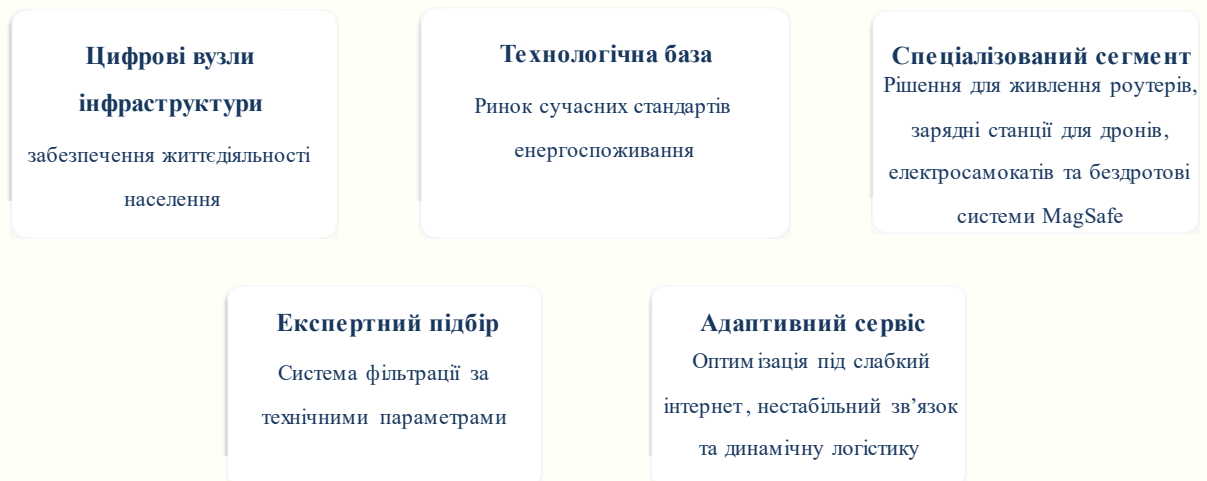 Цифрові вузли
інфраструктури
забезпечення життєдіяльності
населення
Технологічна база
Ринок сучасних стандартів
енергоспоживання
Спеціалізований сегмент
Рішення для живлення роутерів,
зарядні станції для дронів,
електросамокатів та бездротові
системи MagSafe
Експертний підбір
Система фільтрації за
технічними параметрами
Адаптивний сервіс
Оптимізація під слабкий
інтернет, нестабільний зв’язок
та динамічну логістику